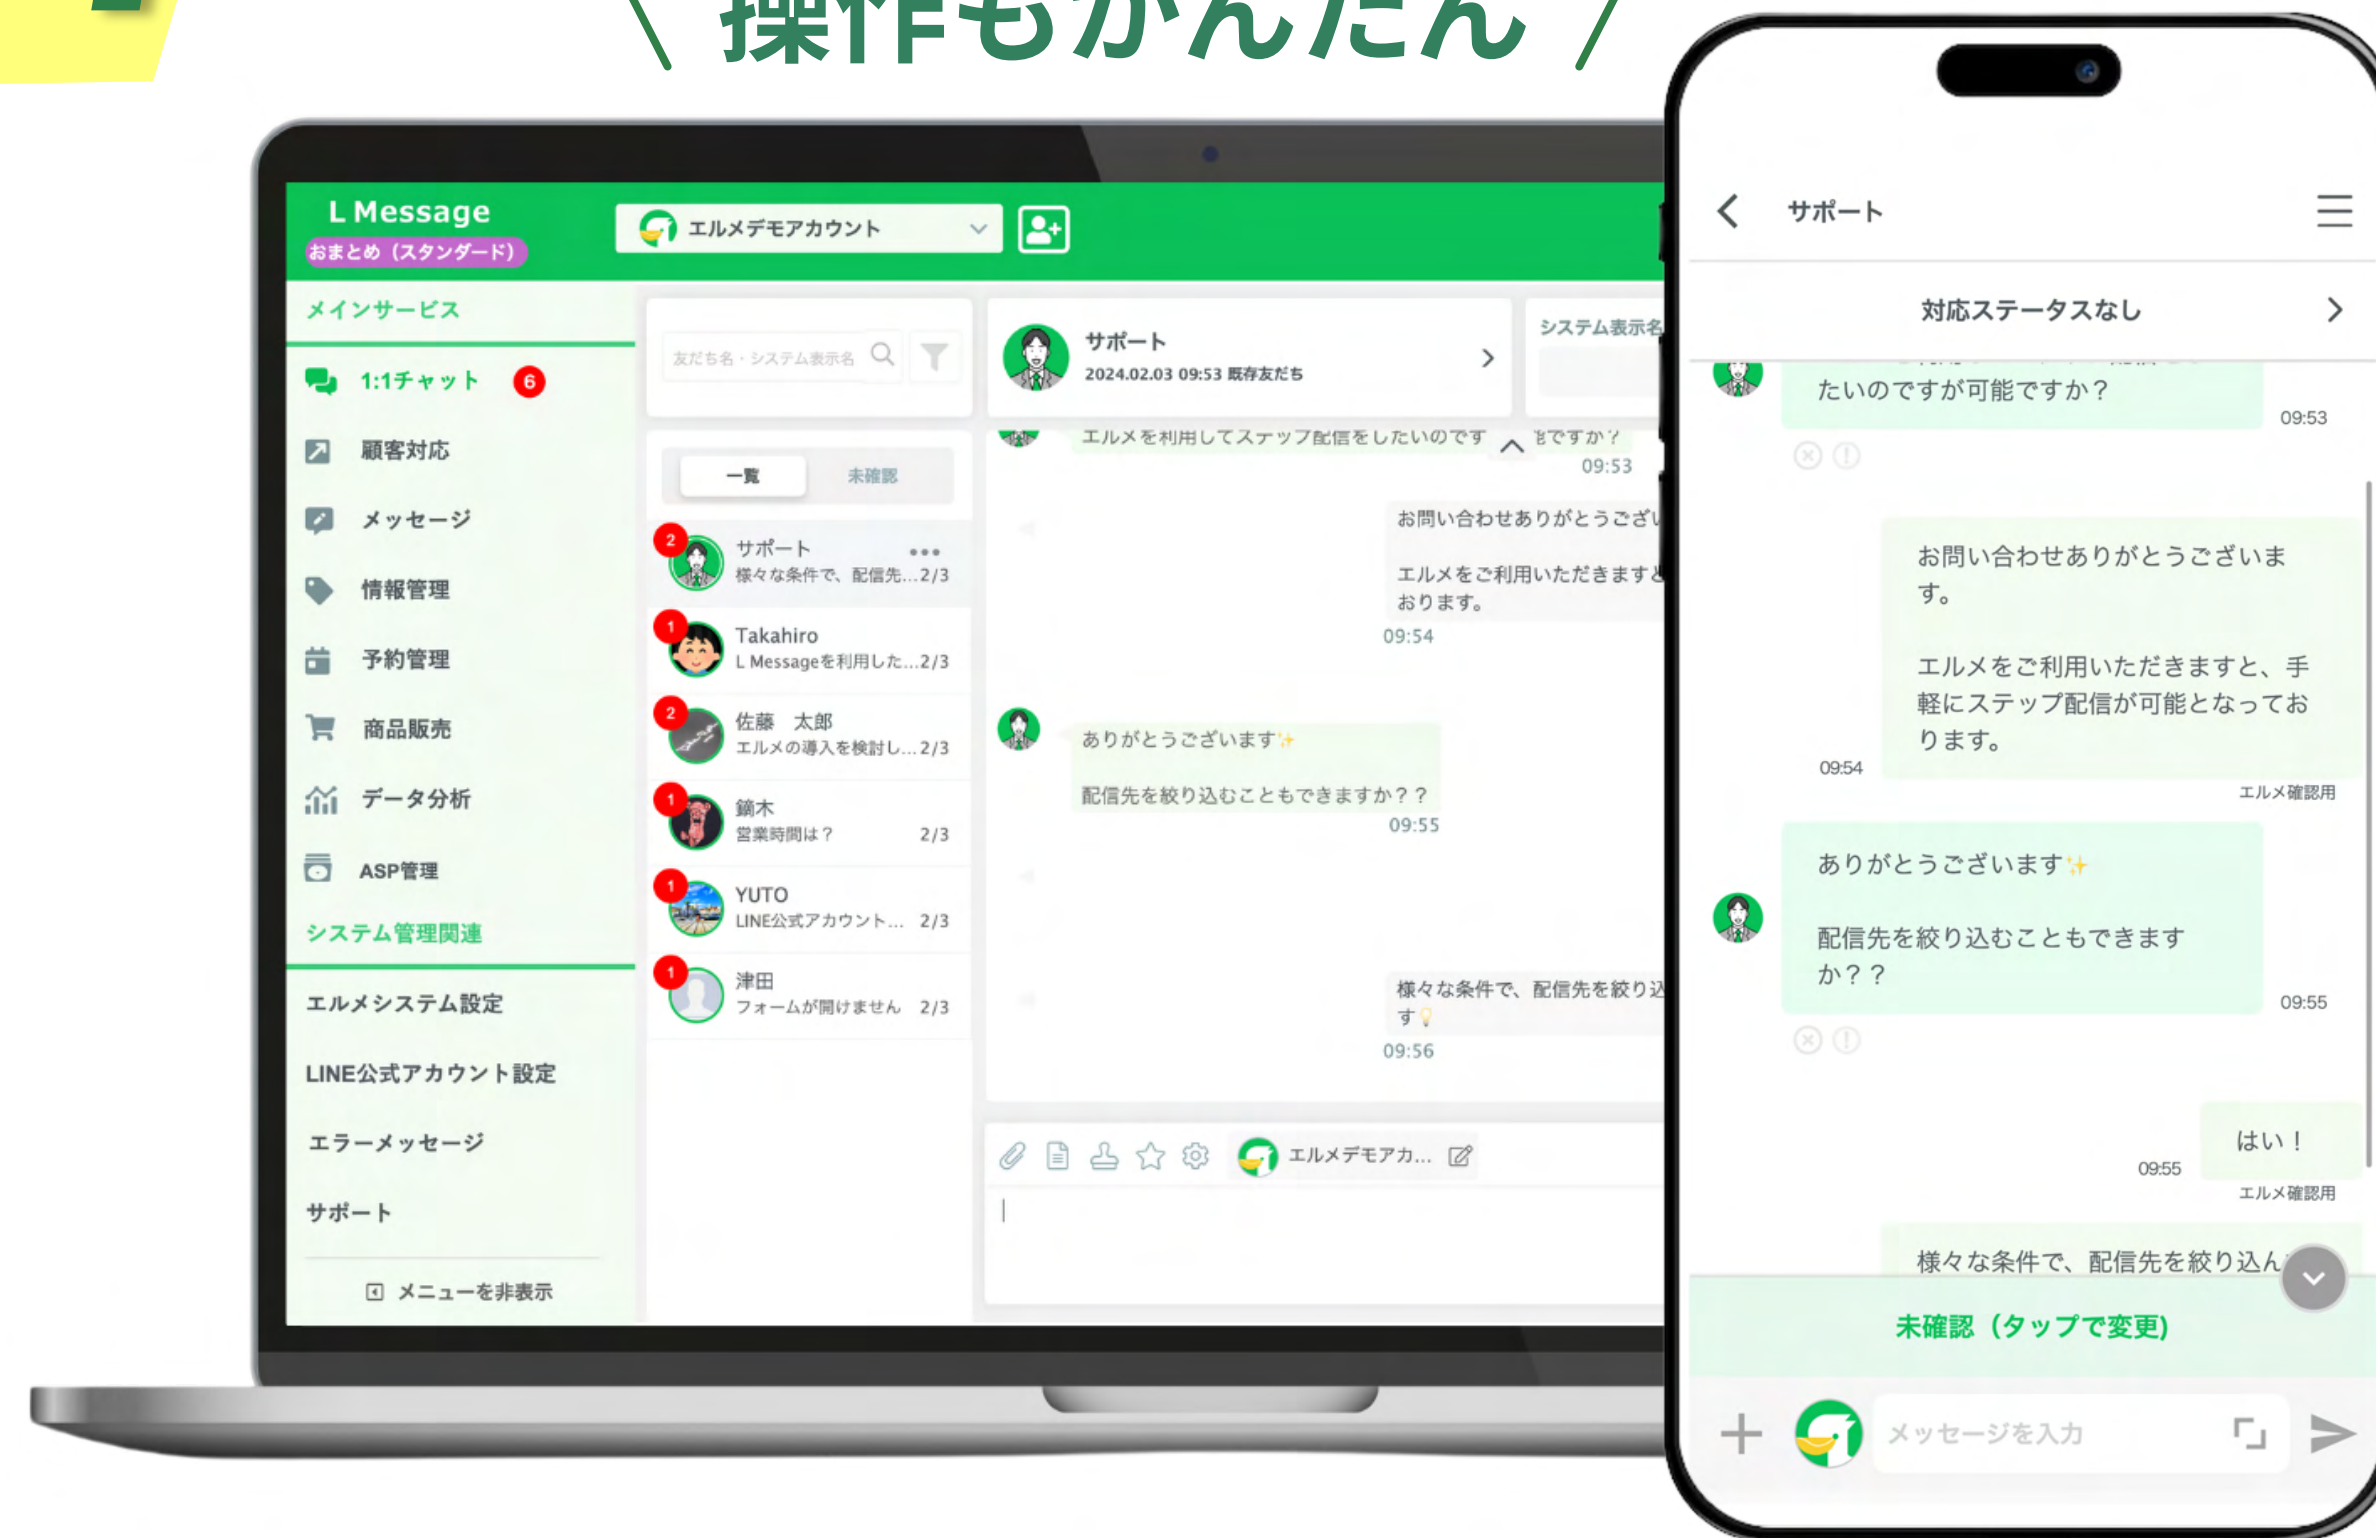 操作もかんたん
L Message
おまとめ（スタンダード）
エルメデモアカウント
メインサービス
1:1チャット 6
顧客対応
メッセージ
情報管理
予約管理
商品販売
データ分析
ASP管理
システム管理関連
エルメシステム設定
LINE公式アカウント設定
エラーメッセージ
サポート
メニューを非表示
友だち名・システム表示名
一覧 未確認
2
サポート
様々な条件で、配信先...2/3
1
Takahiro
L Messageを利用した...2/3
2
佐藤　太郎
エルメの導入を検討し...2/3
1
鏑木
営業時間は？ 2/3
1
YUTO
LINE公式アカウント... 2/3
1
津田
フォームが開けません 2/3
サポート
2024.02.03 09:53 既存友だち
システム表示名
エルメを利用してステップ配信をしたいのです
能ですか？
09:53
お問い合わせありがとうござい
エルメをご利用いただきますと
おります。
09:54
ありがとうございます✨
配信先を絞り込むこともできますか？？
09:55
様々な条件で、配信先を絞り込
す💡
09:56
エルメデモアカ...
サポート
対応ステータスなし
たいのですが可能ですか？
09:53
お問い合わせありがとうございま
す。
エルメをご利用いただきますと、手
軽にステップ配信が可能となってお
ります。
09:54
エルメ確認用
ありがとうございます✨
配信先を絞り込むこともできます
か？？
09:55
はい！
09:55
エルメ確認用
様々な条件で、配信先を絞り込ん
未確認（タップで変更)
メッセージを入力